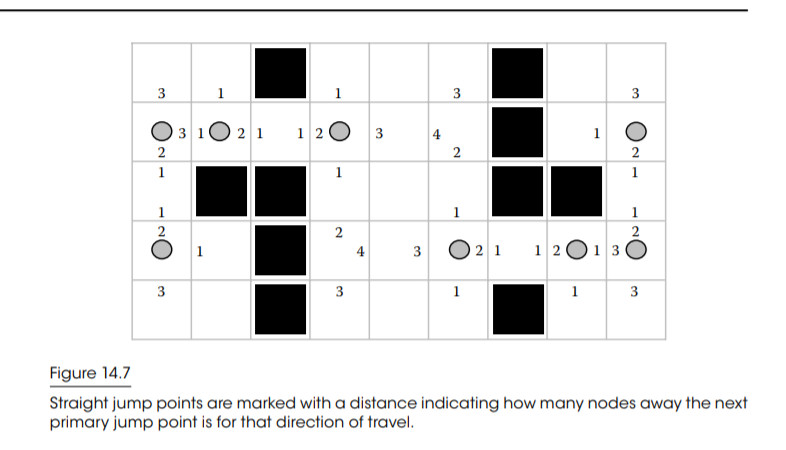 3 1 1 3 3
3 1 2 1 1 2 3 4 1
2 2 2
1 1 1
1 1 1
2 2 2
1 4 3 2 1 1 2 1 3
3 3 1 1 3
Figure 14.7
Straight jump points are marked with a distance indicating how many nodes away the next
primary jump point is for that direction of travel.